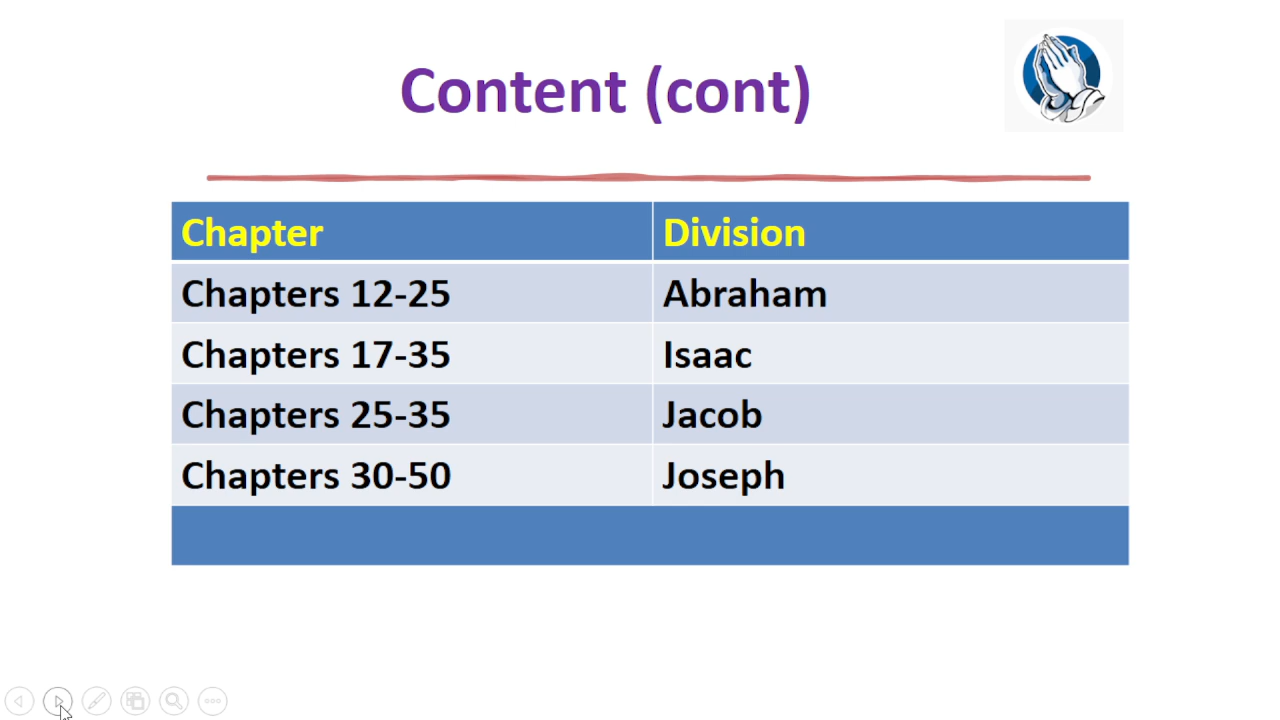 Content (cont)
Chapter Division
Chapters 12-25 Abraham
Chapters 17-35 Isaac
Chapters 25-35 Jacob
Chapters 30-50 Joseph